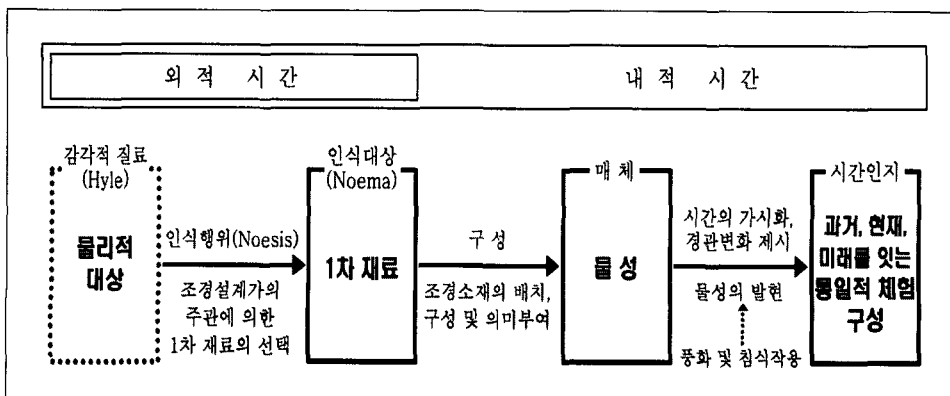 외적 시간
내적 시간
감각적 질료
(Hyle)
물리적
대상
인식행위(Noesis)
조경설계가의
주관에 의한
1차 재료의 선택
인식대상
(Noema)
1차 재료
구성
조경소재의 배치,
구성 및 의미부여
매체
물성
시간의 가시화,
경관변화 제시
물성의 발현
풍화 및 침식작용
시간인지
과거, 현재,
미래를 잇는
통일적 체험
구성